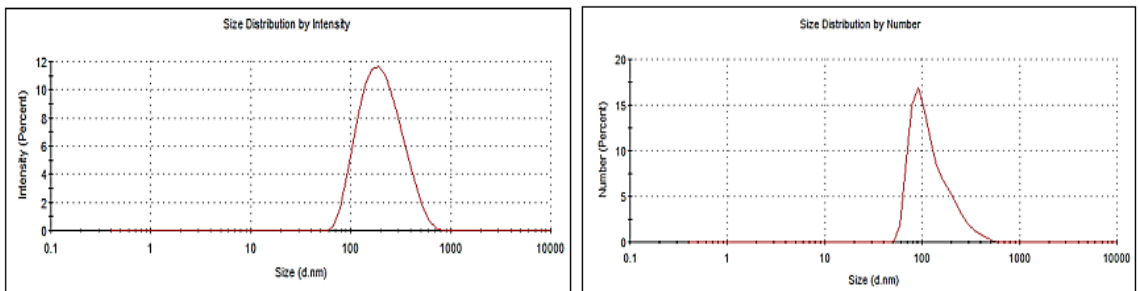 Size Distribution by Intensity
Intensity (Percent)
12
10
8
6
4
2
0
0.1 1 10 100 1000 10000
Size (d.nm)
Size Distribution by Number
Number (Percent)
20
15
10
5
0
0.1 1 10 100 1000 10000
Size (d.nm)